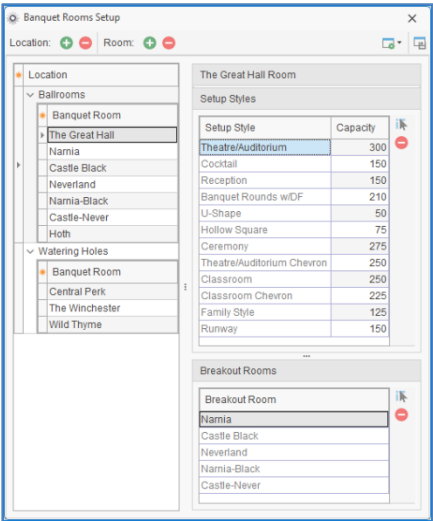 Banquet Rooms Setup
Location: Room:
Location
Ballrooms
Banquet Room
The Great Hall
Narnia
Castle Black
Neverland
Narnia-Black
Castle-Never
Hoth
Watering Holes
Banquet Room
Central Perk
The Winchester
Wild Thyme
The Great Hall Room
Setup Styles
Setup Style Capacity
Theatre/Auditorium 300
Cocktail 150
Reception 150
Banquet Rounds w/DF 210
U-Shape 50
Hollow Square 75
Ceremony 275
Theatre/Auditorium Chevron 250
Classroom 250
Classroom Chevron 225
Family Style 125
Runway 150
Breakout Rooms
Breakout Room
Narnia
Castle Black
Neverland
Narnia-Black
Castle-Never